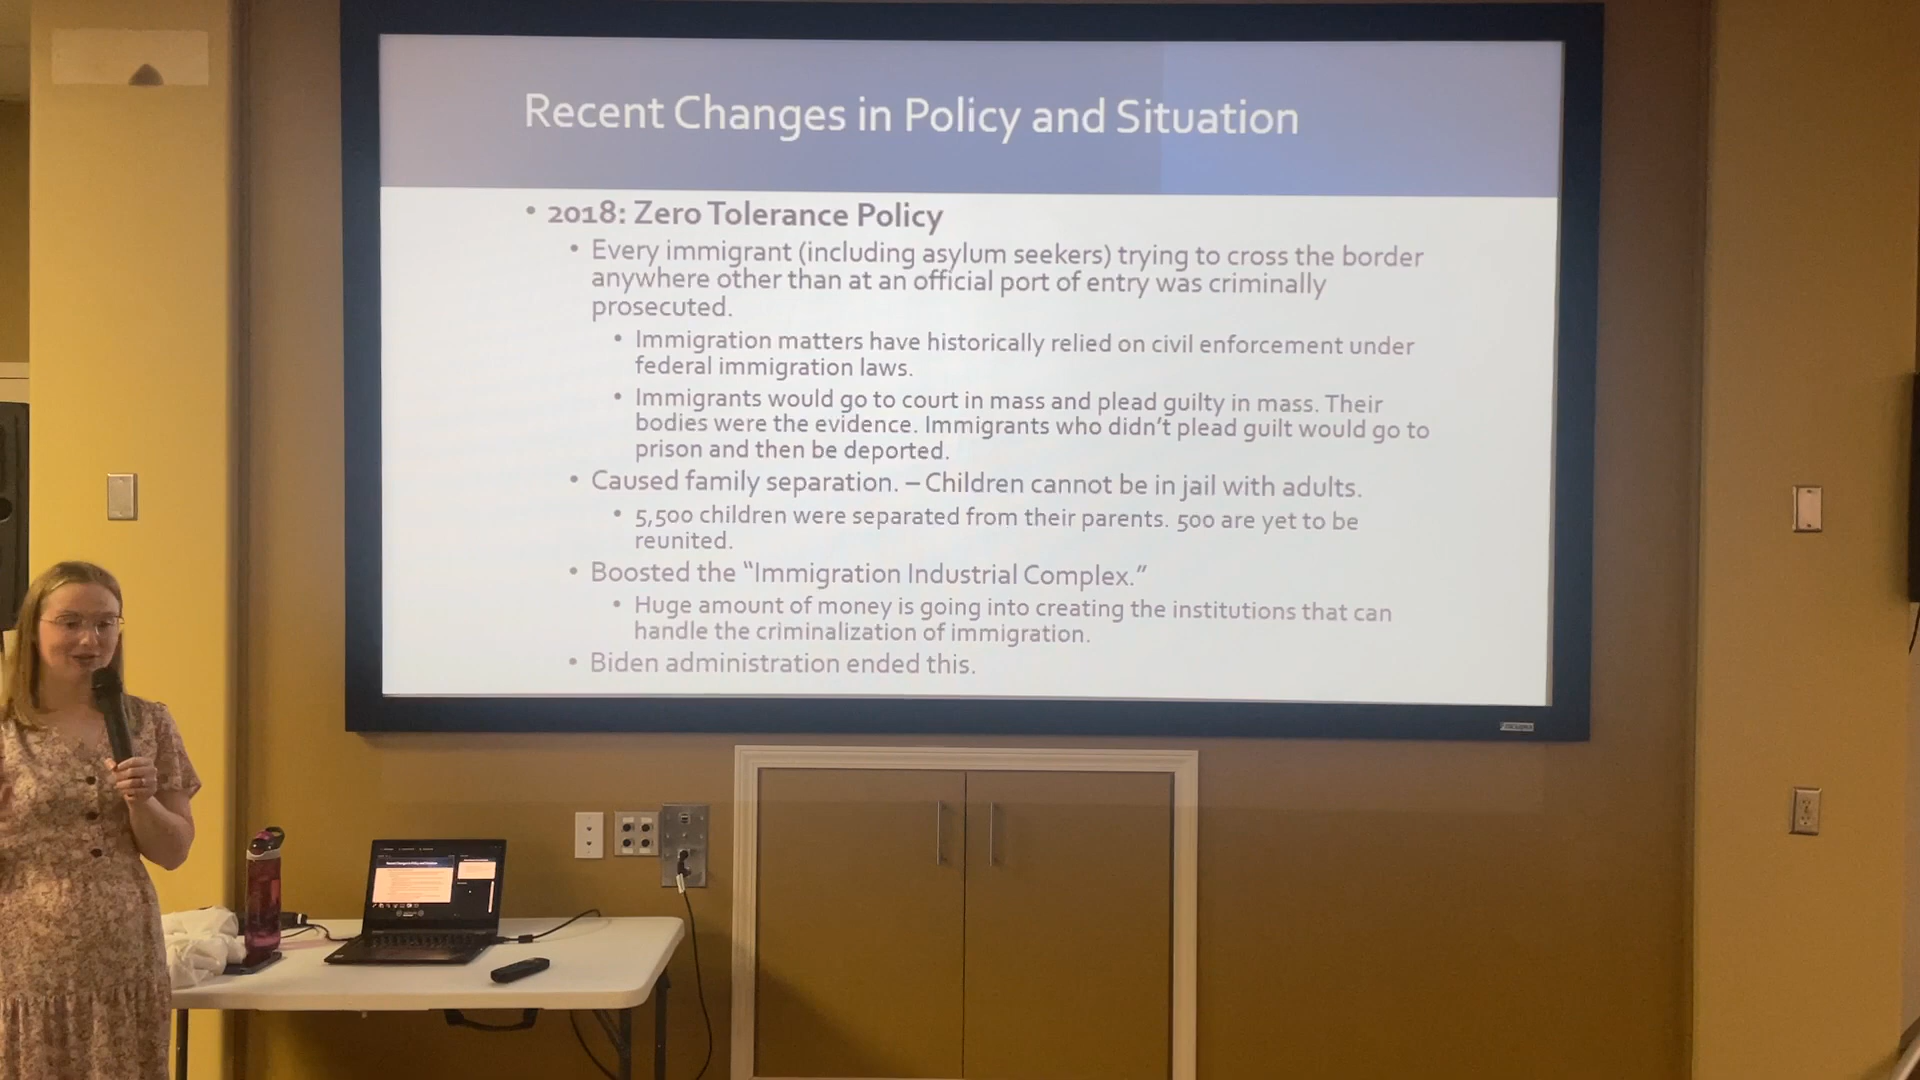 Recent Changes in Policy and Situation
• 2018: Zero Tolerance Policy
• Every immigrant (including asylum seekers) trying to cross the border
anywhere other than at an official port of entry was criminally
prosecuted.
• Immigration matters have historically relied on civil enforcement under
federal immigration laws.
• Immigrants would go to court in mass and plead guilty in mass. Their
bodies were the evidence. Immigrants who didn't plead guilt would go to
prison and then be deported.
• Caused family separation. – Children cannot be in jail with adults.
• 5,500 children were separated from their parents. 500 are yet to be
reunited.
• Boosted the “Immigration Industrial Complex.”
• Huge amount of money is going into creating the institutions that can
handle the criminalization of immigration.
• Biden administration ended this.